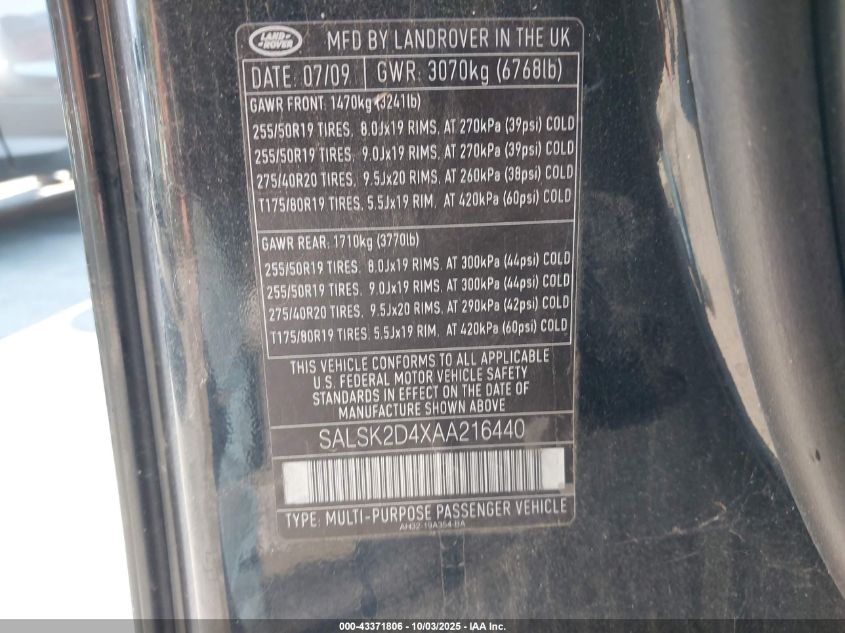 LAND ROVER
MFD BY LANDROVER IN THE UK
DATE: 07/09 GWR: 3070kg (6768lb)
GAWR FRONT: 1470kg (3241lb)
255/50R19 TIRES, 8.0Jx19 RIMS, AT 270kPa (39psi) COLD
255/50R19 TIRES, 9.0Jx19 RIMS, AT 270kPa (39psi) COLD
275/40R20 TIRES, 9.5Jx20 RIMS, AT 260kPa (38psi) COLD
T175/80R19 TIRES, 5.5Jx19 RIM, AT 420kPa (60psi) COLD
GAWR REAR: 1710kg (3770lb)
255/50R19 TIRES, 8.0Jx19 RIMS, AT 300kPa (44psi) COLD
255/50R19 TIRES, 9.0Jx19 RIMS, AT 300kPa (44psi) COLD
275/40R20 TIRES, 9.5Jx20 RIMS, AT 290kPa (42psi) COLD
T175/80R19 TIRES, 5.5Jx19 RIM, AT 420kPa (60psi) COLD
THIS VEHICLE CONFORMS TO ALL APPLICABLE
U.S. FEDERAL MOTOR VEHICLE SAFETY
STANDARDS IN EFFECT ON THE DATE OF
MANUFACTURE SHOWN ABOVE
SALSK2D4XAA216440
TYPE: MULTI-PURPOSE PASSENGER VEHICLE
AH32-19A354-BA
000-43371806 - 10/03/2025 - IAA Inc.